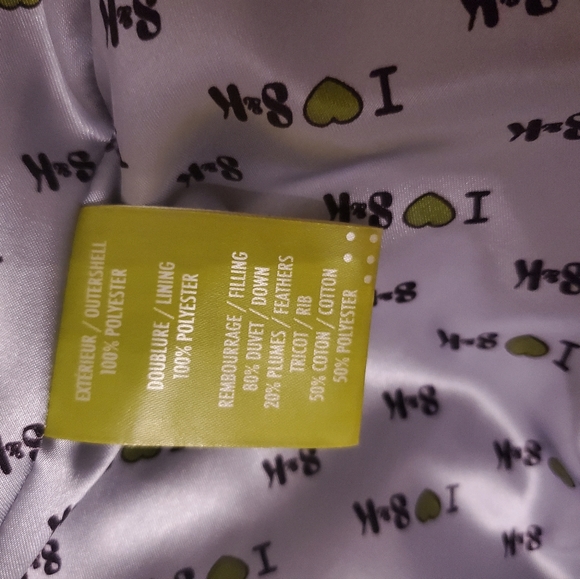 EXTÉRIEUR / OUTERSHELL
100% POLYESTER
DOUBLURE / LINING
100% POLYESTER
REMBOURRAGE / FILLING
80% DUVET / DOWN
20% PLUMES / FEATHERS
TRICOT / RIB
50% COTON / COTTON
50% POLYESTER
I ♥ S&K
I ♥ S&K
I ♥ S&K
I ♥ S&K
S&K
S&K
S&K
S&K
S&K
S&K